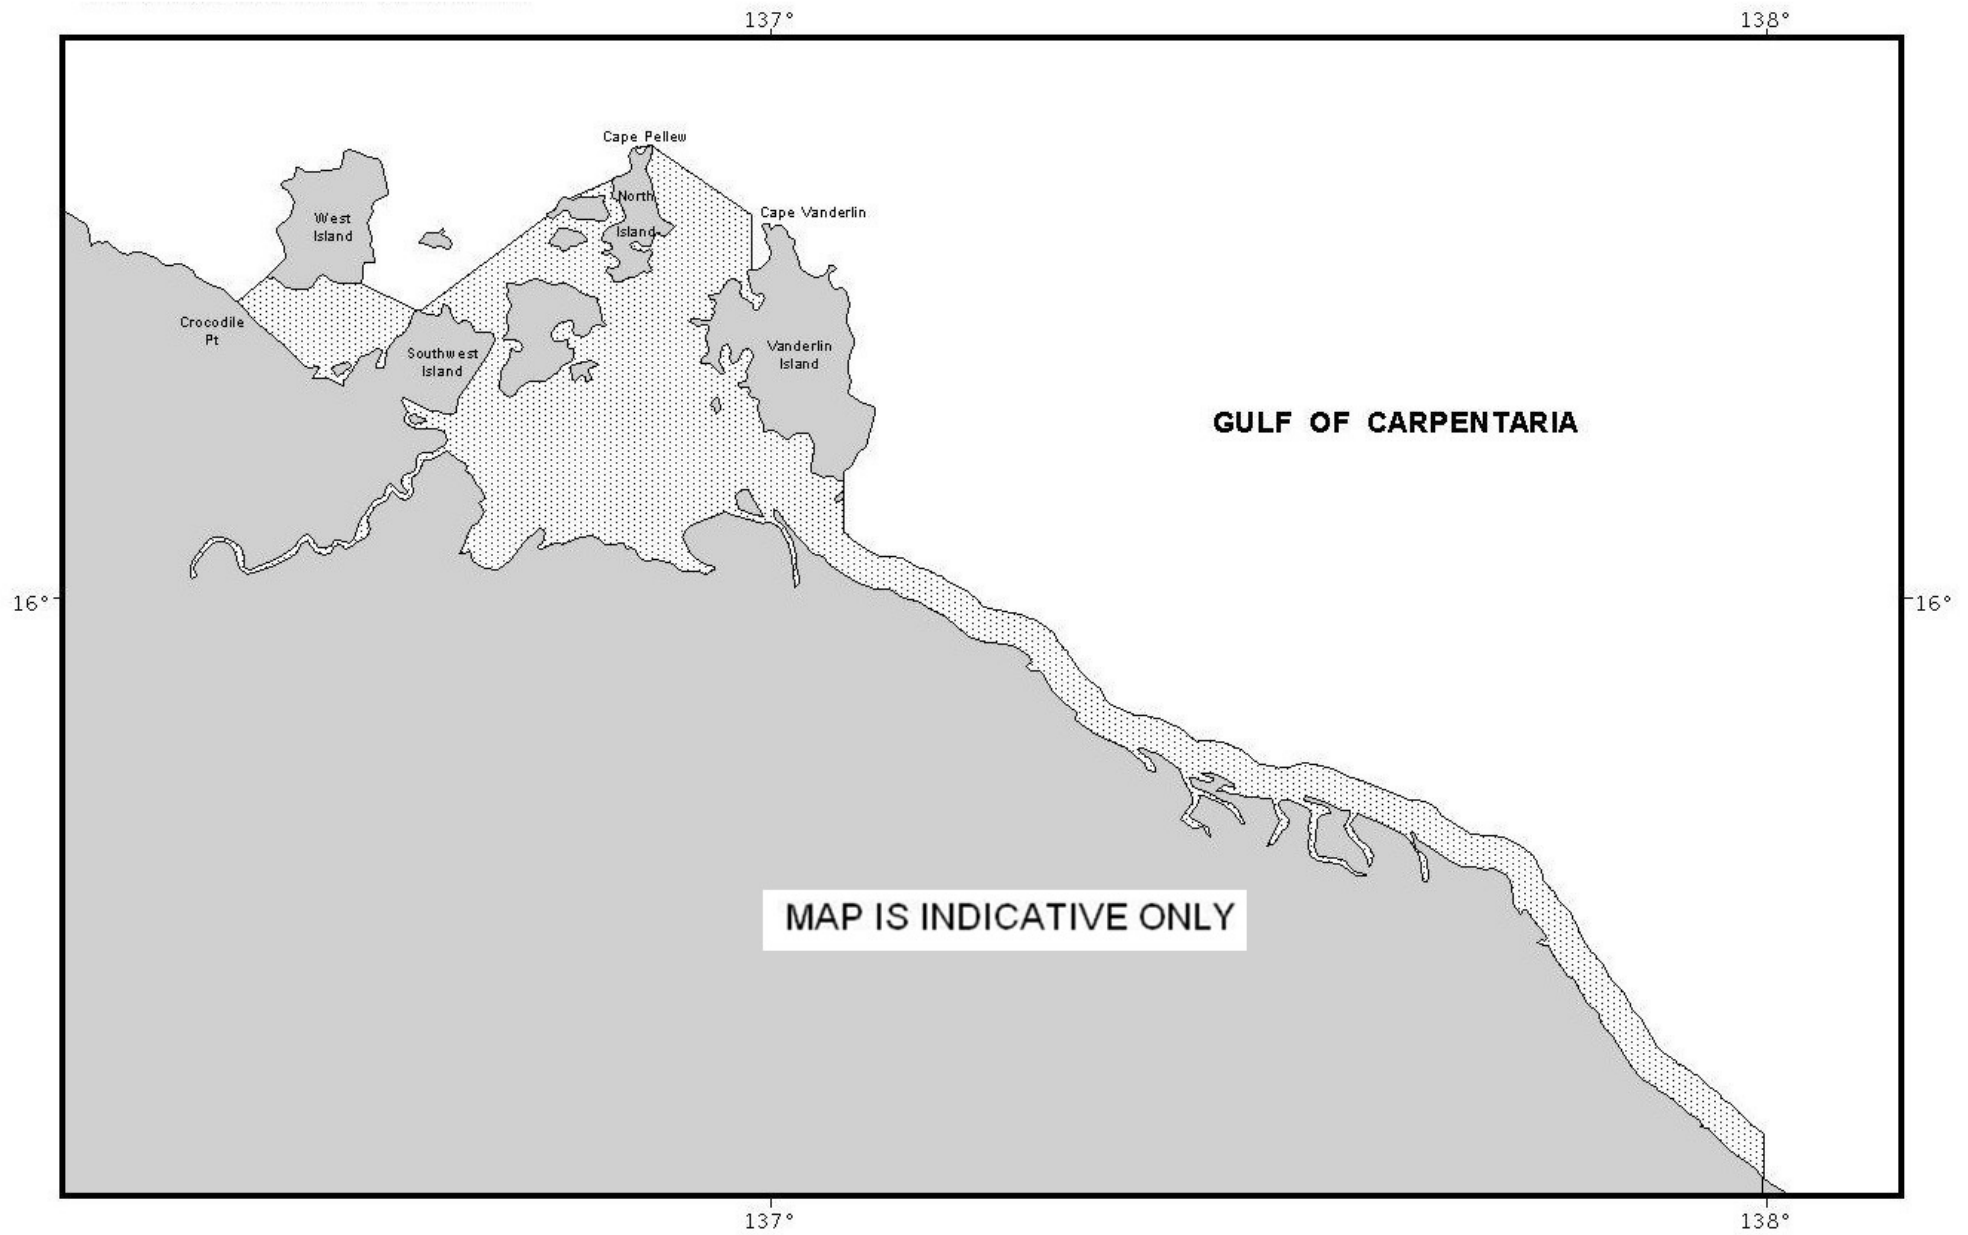 137° 138°
Cape Pellew
North
Island
Cape Vanderlin
West
Island
Crocodile
Pt
Southwest
Island
Vanderlin
Island
GULF OF CARPENTARIA
16° 16°
MAP IS INDICATIVE ONLY
137° 138°